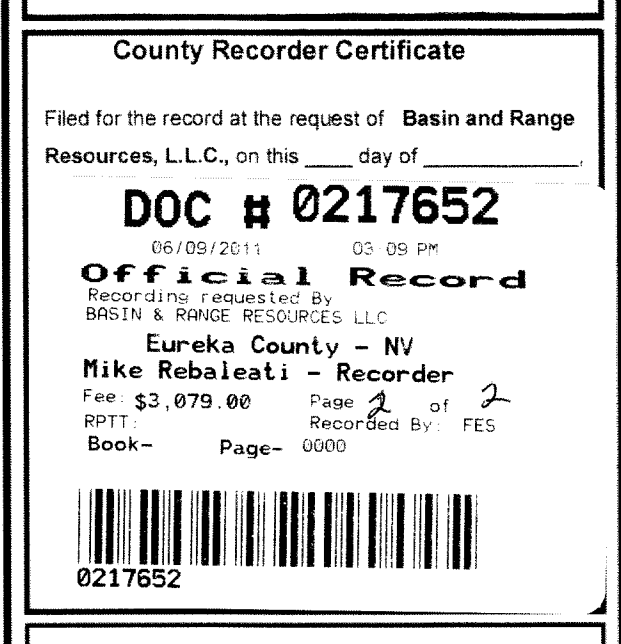 County Recorder Certificate
Filed for the record at the request of Basin and Range
Resources, L.L.C., on this ____ day of ______________,
DOC # 0217652
06/09/2011 03:09 PM
Official Record
Recording requested By
BASIN & RANGE RESOURCES LLC
Eureka County - NV
Mike Rebaleati - Recorder
Fee: $3,079.00 Page 2 of 2
RPTT: Recorded By: FES
Book- Page- 0000
0217652